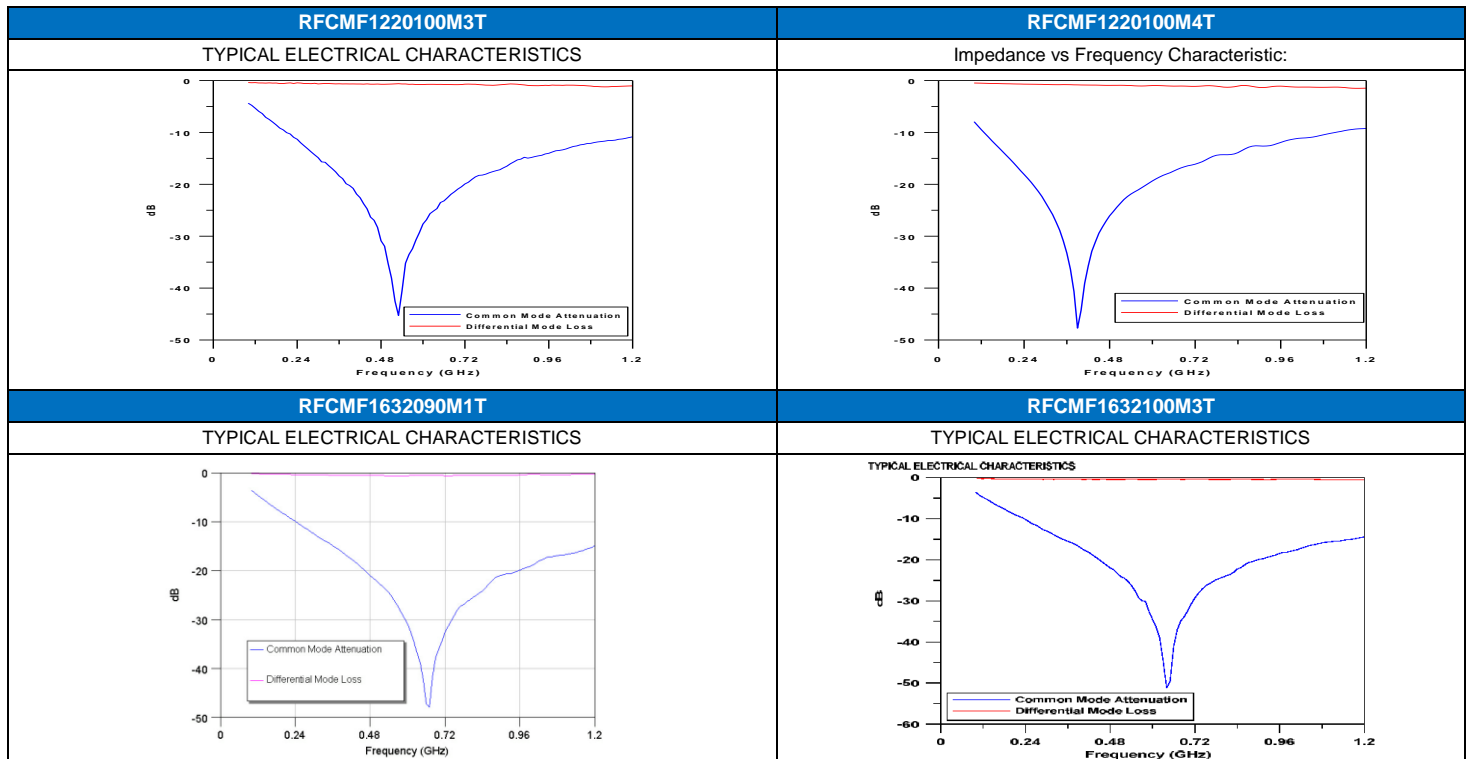 RFCMF1220100M3T
RFCMF1220100M4T
TYPICAL ELECTRICAL CHARACTERISTICS
Impedance vs Frequency Characteristic:
0
-10
-20
-30
-40
-50
dB
Common Mode Attenuation
Differential Mode Loss
0
0.24
0.48
0.72
0.96
1.2
Frequency (GHz)
0
-10
-20
-30
-40
-50
dB
Common Mode Attenuation
Differential Mode Loss
0
0.24
0.48
0.72
0.96
1.2
Frequency (GHz)
RFCMF1632090M1T
RFCMF1632100M3T
TYPICAL ELECTRICAL CHARACTERISTICS
TYPICAL ELECTRICAL CHARACTERISTICS
0
-10
-20
-30
-40
-50
dB
Common Mode Attenuation
Differential Mode Loss
0
0.24
0.48
0.72
0.96
1.2
Frequency (GHz)
TYPICAL ELECTRICAL CHARACTERISTICS
0
-10
-20
-30
-40
-50
-60
dB
Common Mode Attenuation
Differential Mode Loss
0
0.24
0.48
0.72
0.96
1.2
Frequency (GHz)